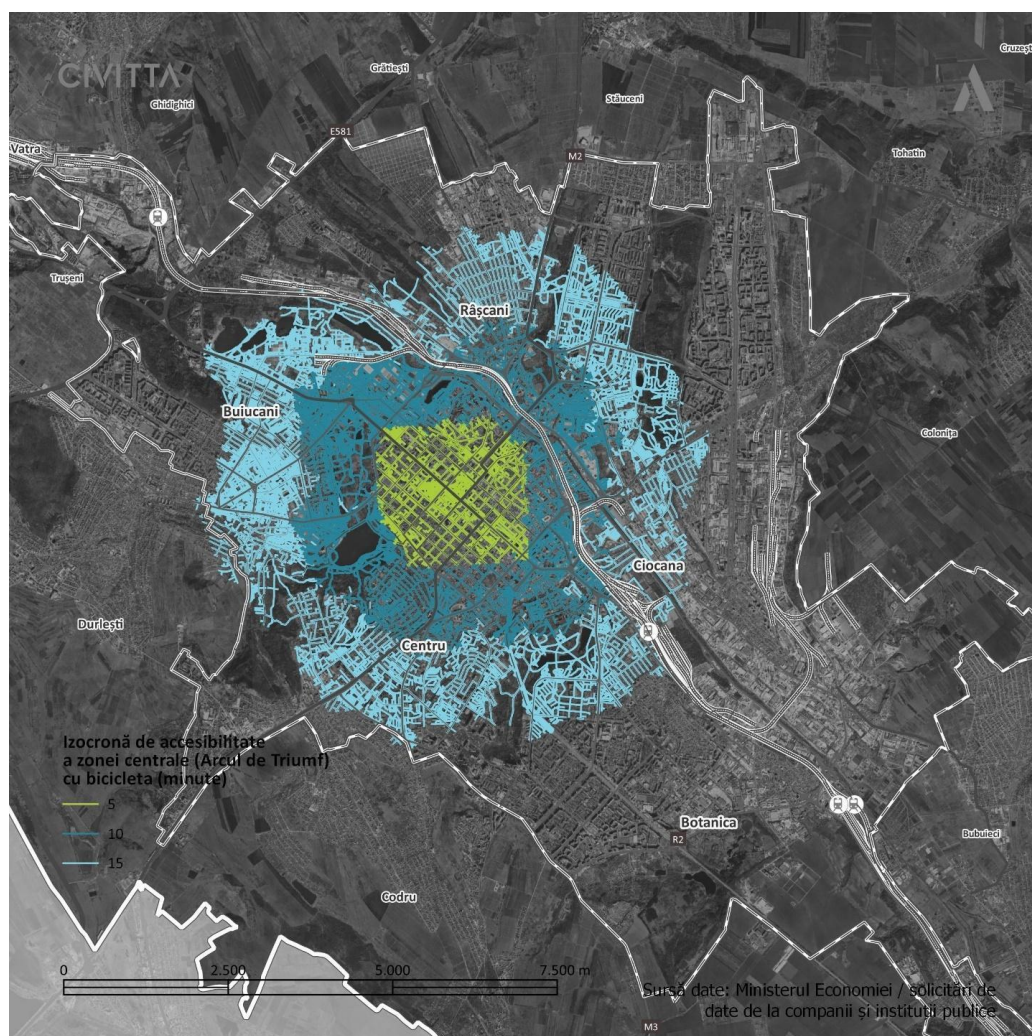 CIVITTA
Grătiești
Cruzești
Ghidighici
Stăuceni
E581
M2
Vatra
Tohatin
Trușeni
Râșcani
Buiucani
Colonița
Ciocana
Durlești
Centru
Izocronă de accesibilitate
a zonei centrale (Arcul de Triumf)
cu bicicleta (minute)
5
10
15
Botanica
R2
Bubuieci
Codru
0 2.500 5.000 7.500 m
Sursă date: Ministerul Economiei / solicitări de
date de la companii și instituții publice
M3